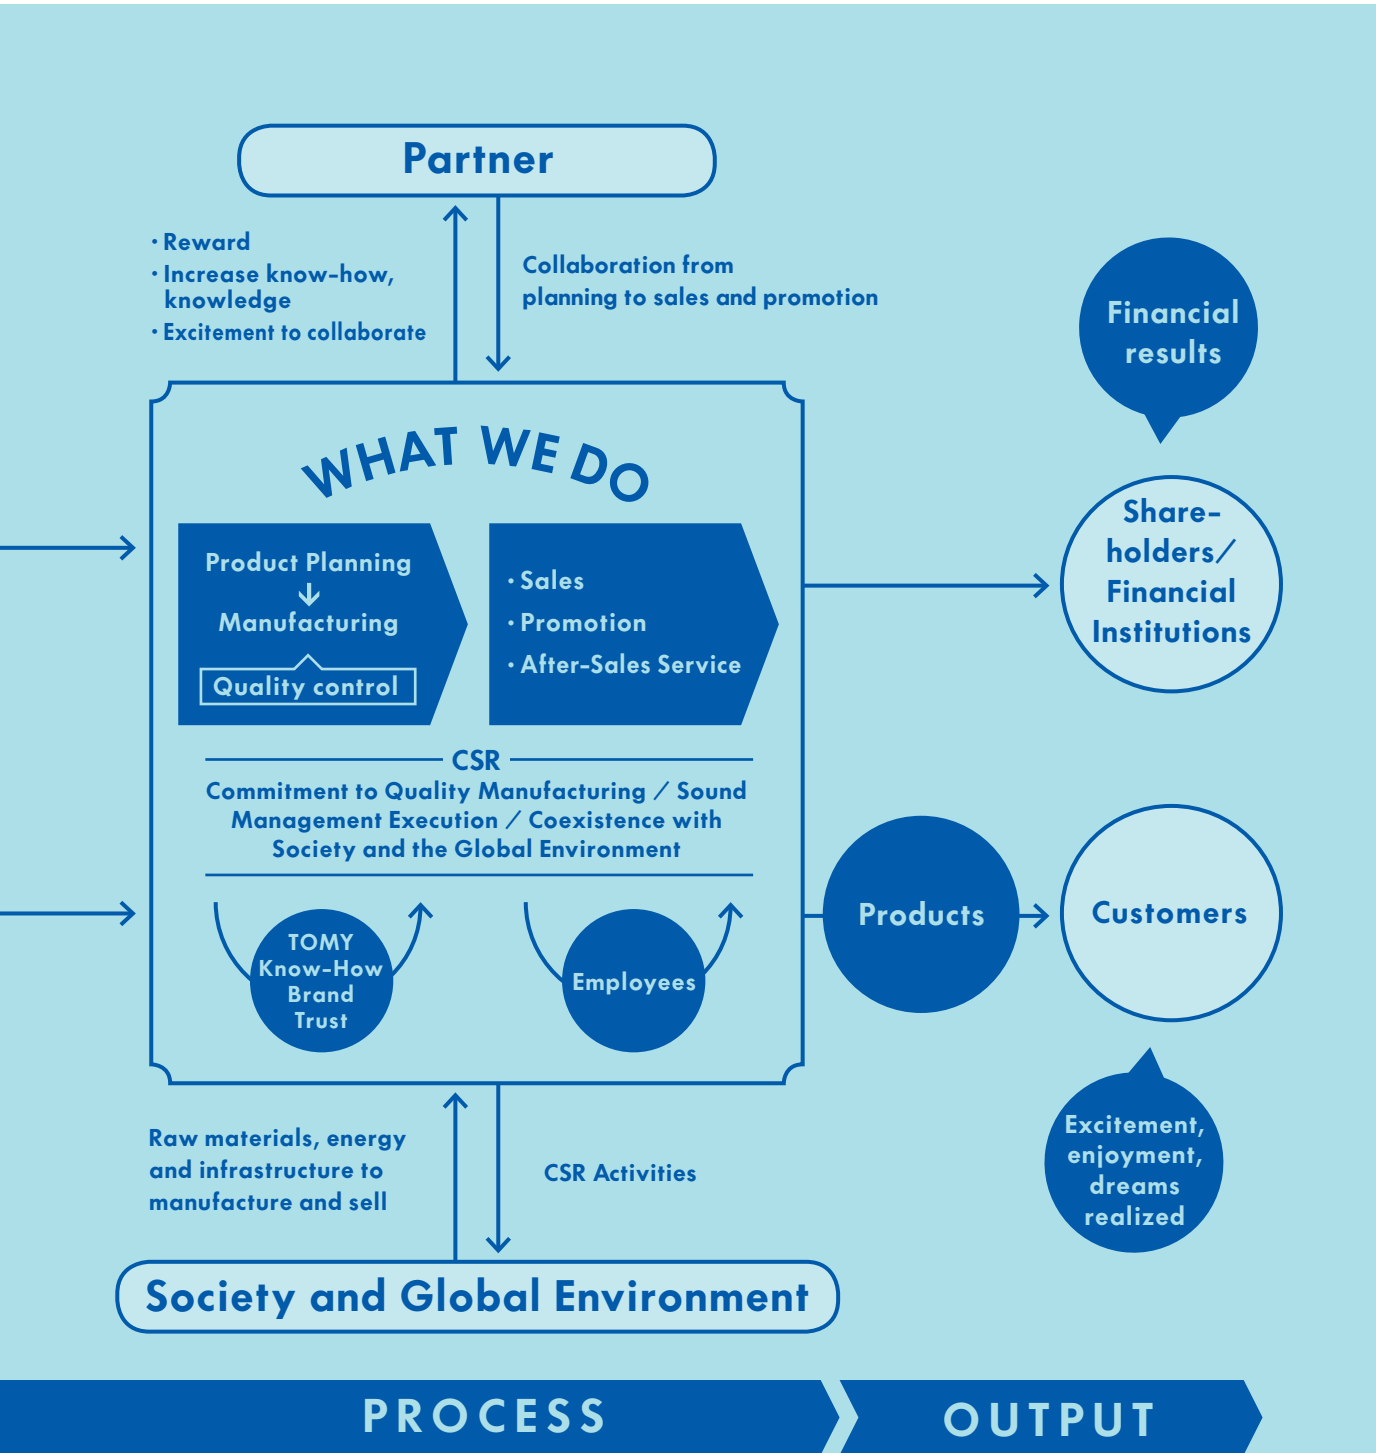 Partner
・Reward
・Increase know-how,
knowledge
・Excitement to collaborate
Collaboration from
planning to sales and promotion
WHAT WE DO
Product Planning
Manufacturing
Quality control
・Sales
・Promotion
・After-Sales Service
CSR
Commitment to Quality Manufacturing / Sound
Management Execution / Coexistence with
Society and the Global Environment
TOMY
Know-How
Brand
Trust
Employees
Financial
results
Share-
holders/
Financial
Institutions
Products
Customers
Excitement,
enjoyment,
dreams
realized
Raw materials, energy
and infrastructure to
manufacture and sell
CSR Activities
Society and Global Environment
PROCESS
OUTPUT